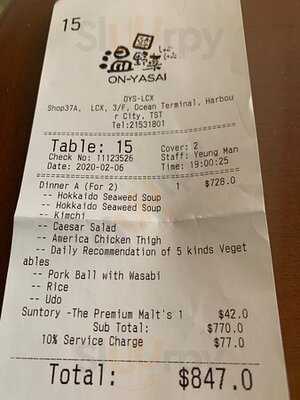 15
温野菜
ON-YASAI
OYS-LCX
Shop37A, LCX, 3/F, Ocean Terminal, Harbou
r City, TST
Tel:21531801
Table: 15 Cover: 2
Check No: 11123526 Staff: Yeung Man
Date: 2020-02-06 Time: 19:00:25
Dinner A (For 2) 1 $728.0
-- Hokkaido Seaweed Soup
-- Hokkaido Seaweed Soup
-- Kimchi
-- Caesar Salad
-- America Chicken Thigh
-- Daily Recommendation of 5 kinds Veget
ables
-- Pork Ball with Wasabi
-- Rice
-- Udo
Suntory -The Premium Malt's 1 $42.0
Sub Total: $770.0
10% Service Charge $77.0
Total: $847.0